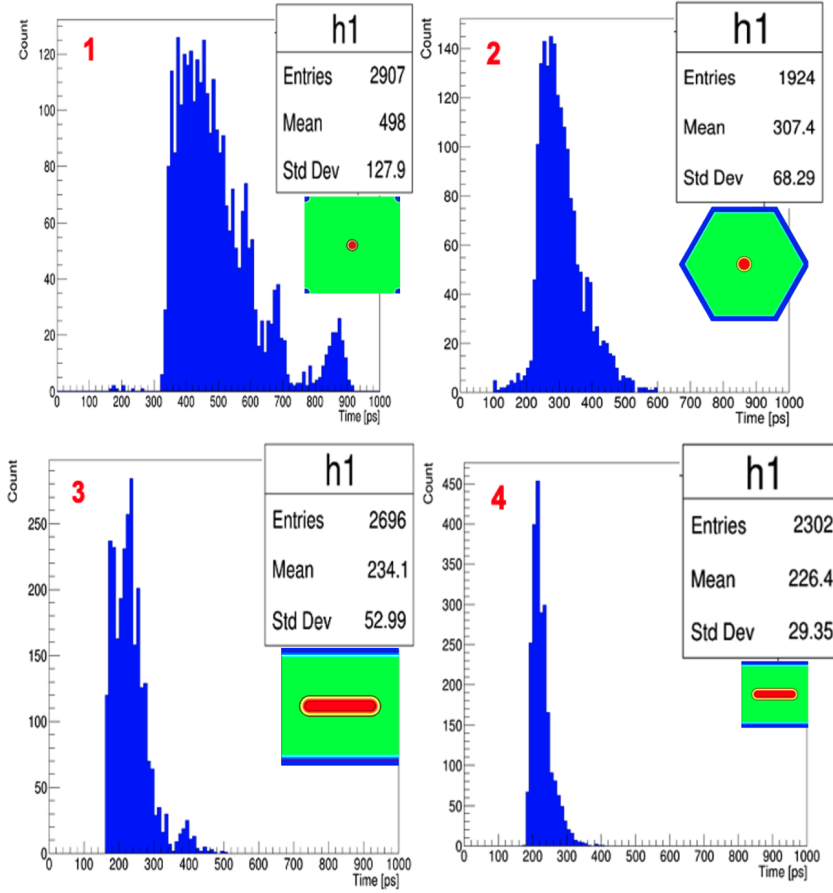 h1
Count
1
Entries 2907
Mean 498
Std Dev 127.9
120
100
80
60
40
20
0
0 100 200 300 400 500 600 700 800 900 1000
Time [ps]
h1
Count
2
Entries 1924
Mean 307.4
Std Dev 68.29
140
120
100
80
60
40
20
0
0 100 200 300 400 500 600 700 800 900 1000
Time [ps]
h1
Count
3
Entries 2696
Mean 234.1
Std Dev 52.99
250
200
150
100
50
0
0 100 200 300 400 500 600 700 800 900 1000
Time [ps]
h1
Count
4
Entries 2302
Mean 226.4
Std Dev 29.35
450
400
350
300
250
200
150
100
50
0
0 100 200 300 400 500 600 700 800 900 1000
Time [ps]